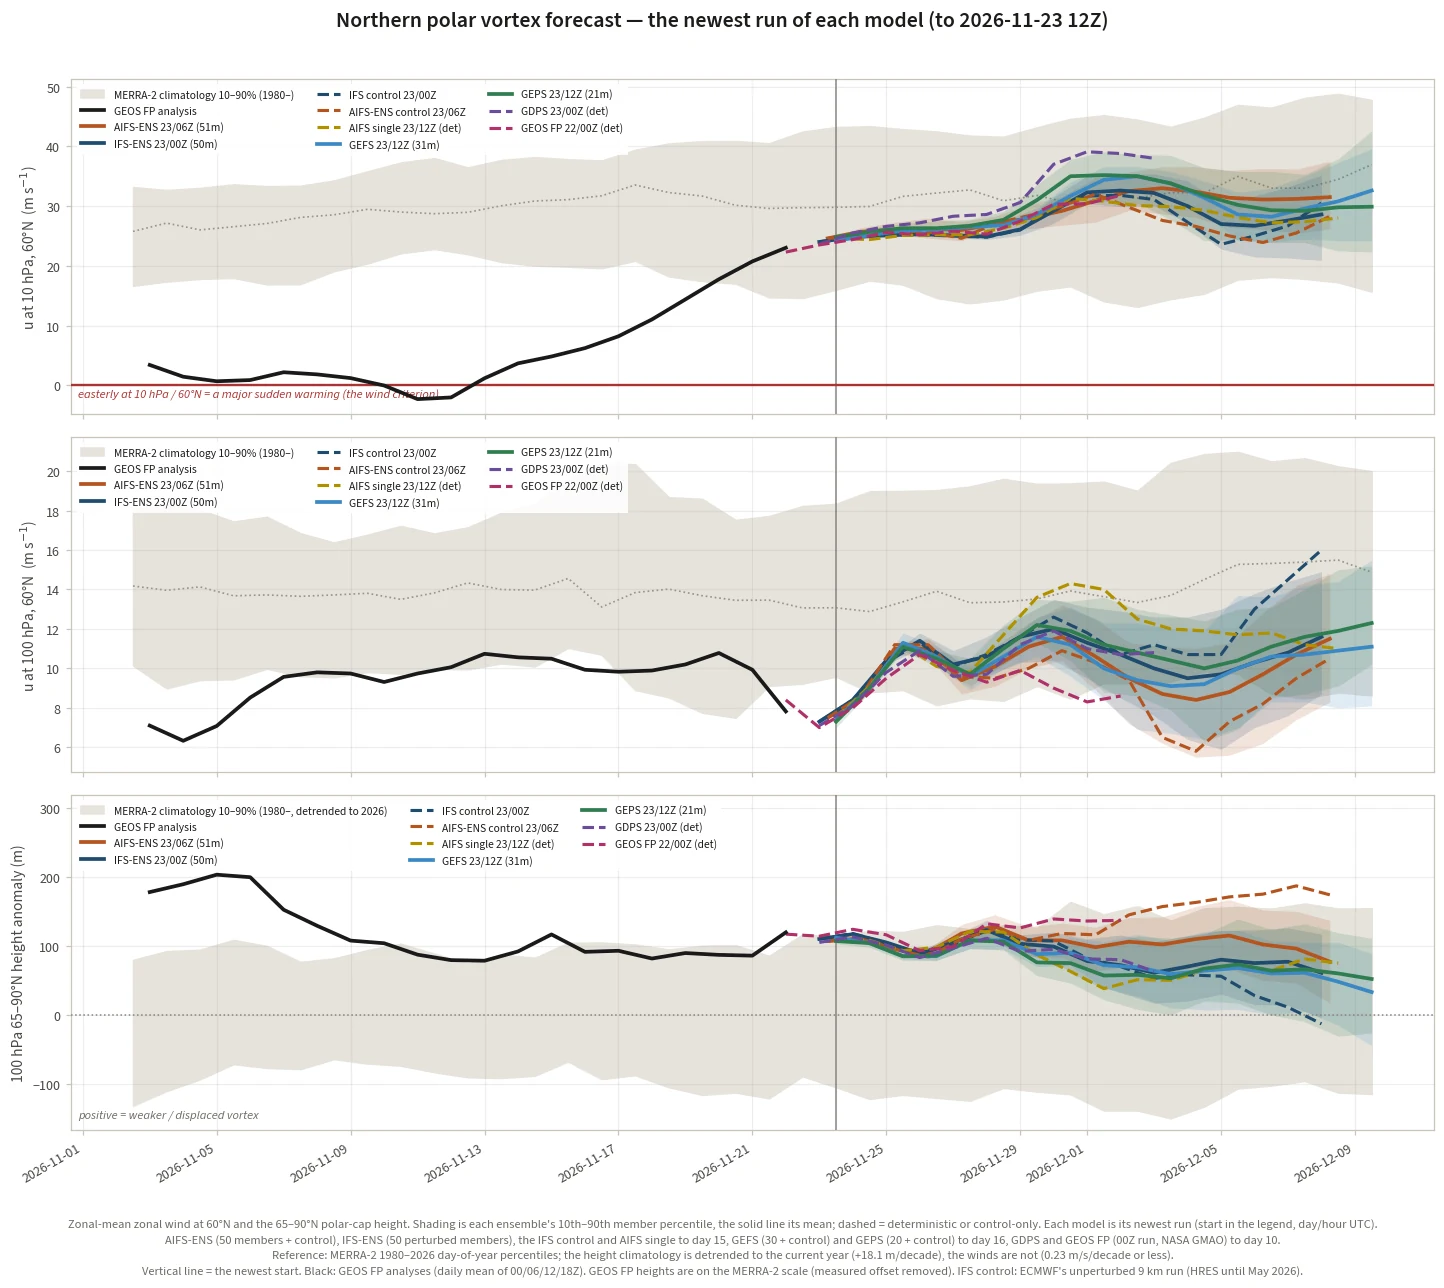 Northern polar vortex forecast — the newest run of each model (to 2026-11-23 12Z)
MERRA-2 climatology 10–90% (1980–)
GEOS FP analysis
AIFS-ENS 23/06Z (51m)
IFS-ENS 23/00Z (50m)
IFS control 23/00Z
AIFS-ENS control 23/06Z
AIFS single 23/12Z (det)
GEFS 23/12Z (31m)
GEPS 23/12Z (21m)
GDPS 23/00Z (det)
GEOS FP 22/00Z (det)
u at 10 hPa, 60°N (m s⁻¹)
50
40
30
20
10
0
easterly at 10 hPa / 60°N = a major sudden warming (the wind criterion)
MERRA-2 climatology 10–90% (1980–)
GEOS FP analysis
AIFS-ENS 23/06Z (51m)
IFS-ENS 23/00Z (50m)
IFS control 23/00Z
AIFS-ENS control 23/06Z
AIFS single 23/12Z (det)
GEFS 23/12Z (31m)
GEPS 23/12Z (21m)
GDPS 23/00Z (det)
GEOS FP 22/00Z (det)
u at 100 hPa, 60°N (m s⁻¹)
20
18
16
14
12
10
8
6
MERRA-2 climatology 10–90% (1980–, detrended to 2026)
GEOS FP analysis
AIFS-ENS 23/06Z (51m)
IFS-ENS 23/00Z (50m)
IFS control 23/00Z
AIFS-ENS control 23/06Z
AIFS single 23/12Z (det)
GEFS 23/12Z (31m)
GEPS 23/12Z (21m)
GDPS 23/00Z (det)
GEOS FP 22/00Z (det)
100 hPa 65–90°N height anomaly (m)
300
200
100
0
−100
positive = weaker / displaced vortex
2026-11-01
2026-11-05
2026-11-09
2026-11-13
2026-11-17
2026-11-21
2026-11-25
2026-11-29
2026-12-01
2026-12-05
2026-12-09
Zonal-mean zonal wind at 60°N and the 65–90°N polar-cap height. Shading is each ensemble's 10th–90th member percentile, the solid line its mean; dashed = deterministic or control-only. Each model is its newest run (start in the legend, day/hour UTC).
AIFS-ENS (50 members + control), IFS-ENS (50 perturbed members), the IFS control and AIFS single to day 15, GEFS (30 + control) and GEPS (20 + control) to day 16, GDPS and GEOS FP (00Z run, NASA GMAO) to day 10.
Reference: MERRA-2 1980–2026 day-of-year percentiles; the height climatology is detrended to the current year (+18.1 m/decade), the winds are not (0.23 m/s/decade or less).
Vertical line = the newest start. Black: GEOS FP analyses (daily mean of 00/06/12/18Z). GEOS FP heights are on the MERRA-2 scale (measured offset removed). IFS control: ECMWF's unperturbed 9 km run (HRES until May 2026).